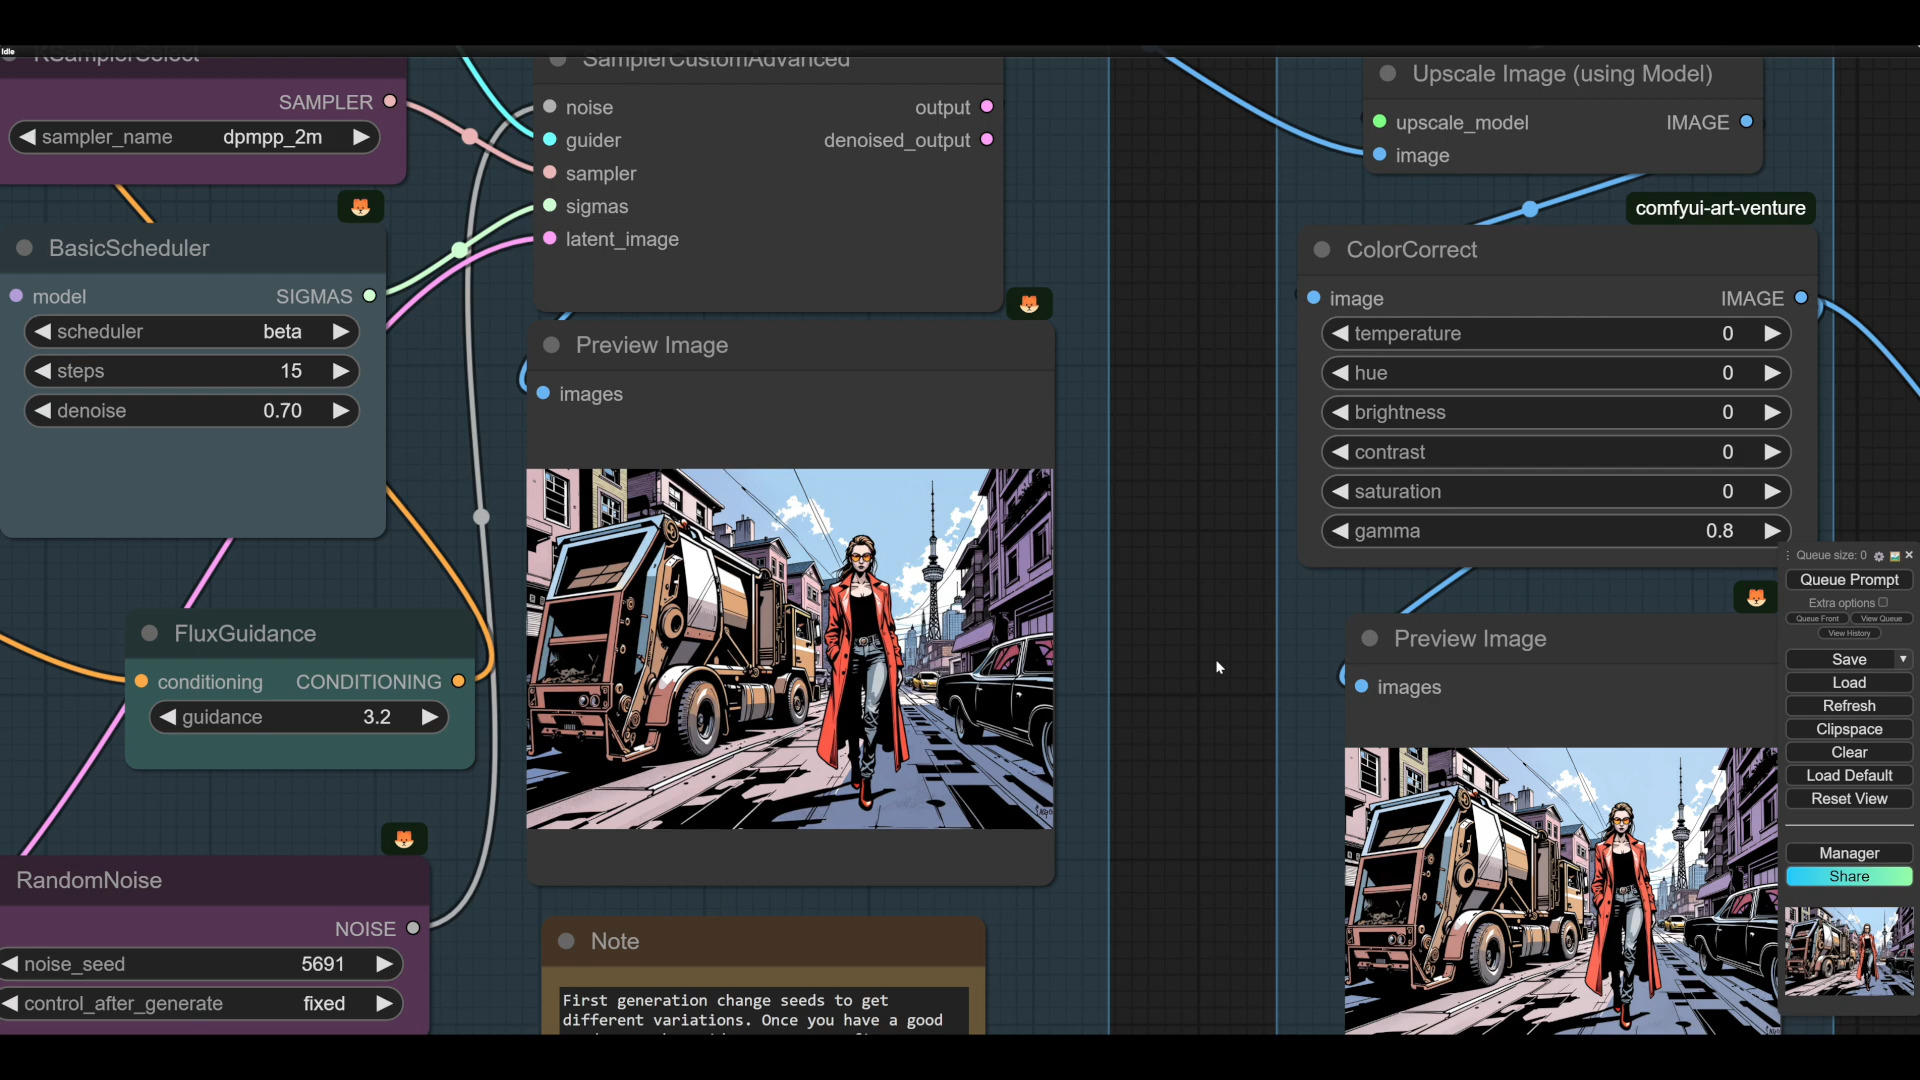 Idle
KSamplerSelect
SAMPLER
sampler_name dpmpp_2m
BasicScheduler
model SIGMAS
scheduler beta
steps 15
denoise 0.70
FluxGuidance
conditioning CONDITIONING
guidance 3.2
RandomNoise
NOISE
noise_seed 5691
control_after_generate fixed
SamplerCustomAdvanced
noise output
guider denoised_output
sampler
sigmas
latent_image
Preview Image
images
Note
First generation change seeds to get
different variations. Once you have a good
Upscale Image (using Model)
upscale_model IMAGE
image
comfyui-art-venture
ColorCorrect
image IMAGE
temperature 0
hue 0
brightness 0
contrast 0
saturation 0
gamma 0.8
Preview Image
images
Queue size: 0
Queue Prompt
Extra options
Queue Front View Queue
View History
Save
Load
Refresh
Clipspace
Clear
Load Default
Reset View
Manager
Share